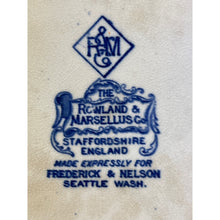 R&M
THE
ROWLAND &
MARSELLUS CO.
STAFFORDSHIRE
ENGLAND
MADE EXPRESSLY FOR
FREDERICK & NELSON
SEATTLE WASH.